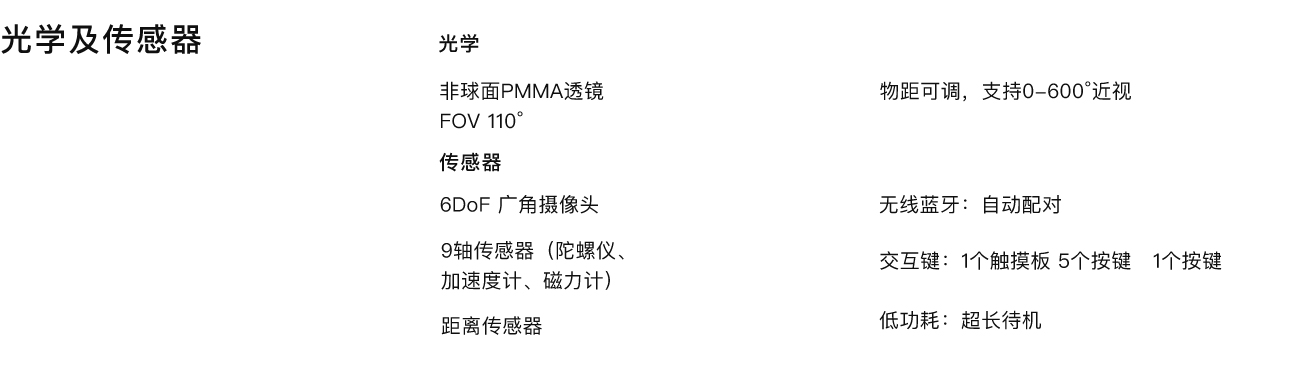 光学及传感器
光学
非球面PMMA透镜
FOV 110°
物距可调，支持0-600°近视
传感器
6DoF 广角摄像头
无线蓝牙：自动配对
9轴传感器（陀螺仪、
加速度计、磁力计）
交互键：1个触摸板 5个按键 1个按键
距离传感器
低功耗：超长待机